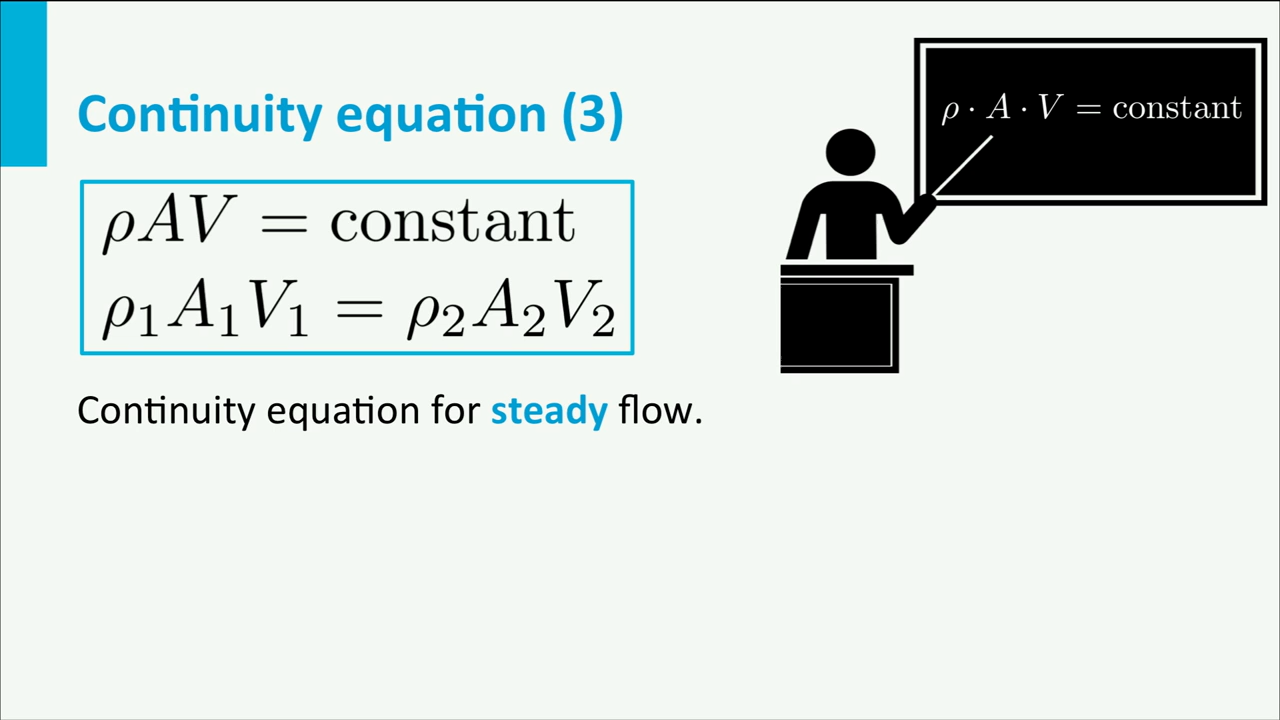 Continuity equation (3)
ρ · A · V = constant
ρAV = constant
ρ₁A₁V₁ = ρ₂A₂V₂
Continuity equation for steady flow.